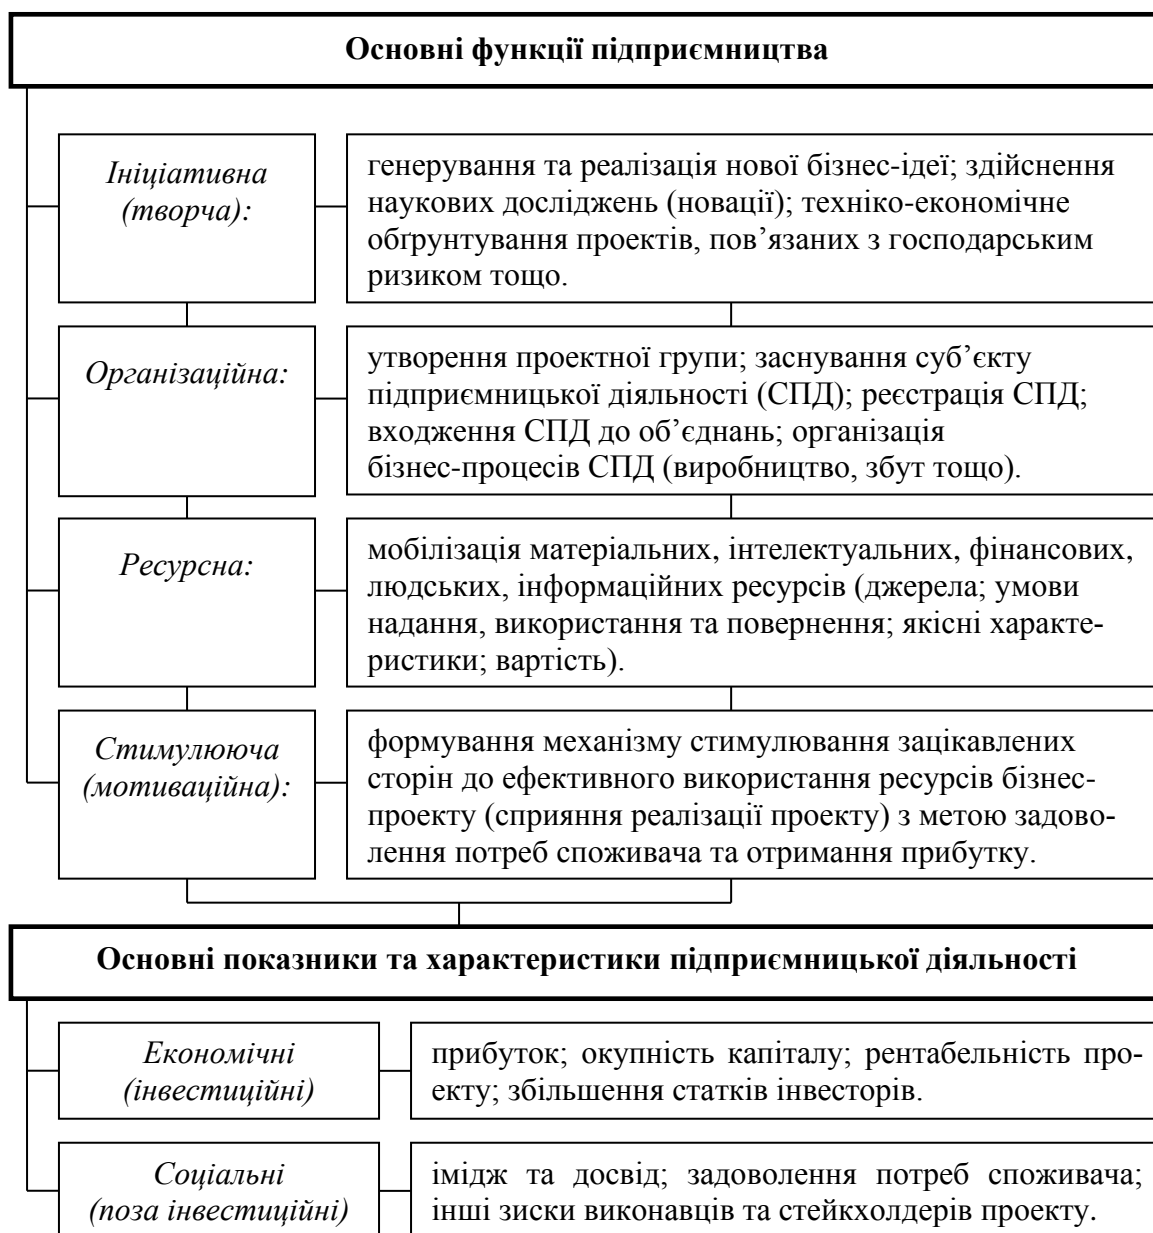 Основні функції підприємництва
Ініціативна
(творча):
генерування та реалізація нової бізнес-ідеї; здійснення
наукових досліджень (новації); техніко-економічне
обґрунтування проектів, пов’язаних з господарським
ризиком тощо.
Організаційна:
утворення проектної групи; заснування суб’єкту
підприємницької діяльності (СПД); реєстрація СПД;
входження СПД до об’єднань; організація
бізнес-процесів СПД (виробництво, збут тощо).
Ресурсна:
мобілізація матеріальних, інтелектуальних, фінансових,
людських, інформаційних ресурсів (джерела; умови
надання, використання та повернення; якісні характе-
ристики; вартість).
Стимулююча
(мотиваційна):
формування механізму стимулювання зацікавлених
сторін до ефективного використання ресурсів бізнес-
проекту (сприяння реалізації проекту) з метою задово-
лення потреб споживача та отримання прибутку.
Основні показники та характеристики підприємницької діяльності
Економічні
(інвестиційні)
прибуток; окупність капіталу; рентабельність про-
екту; збільшення статків інвесторів.
Соціальні
(поза інвестиційні)
імідж та досвід; задоволення потреб споживача;
інші зиски виконавців та стейкхолдерів проекту.